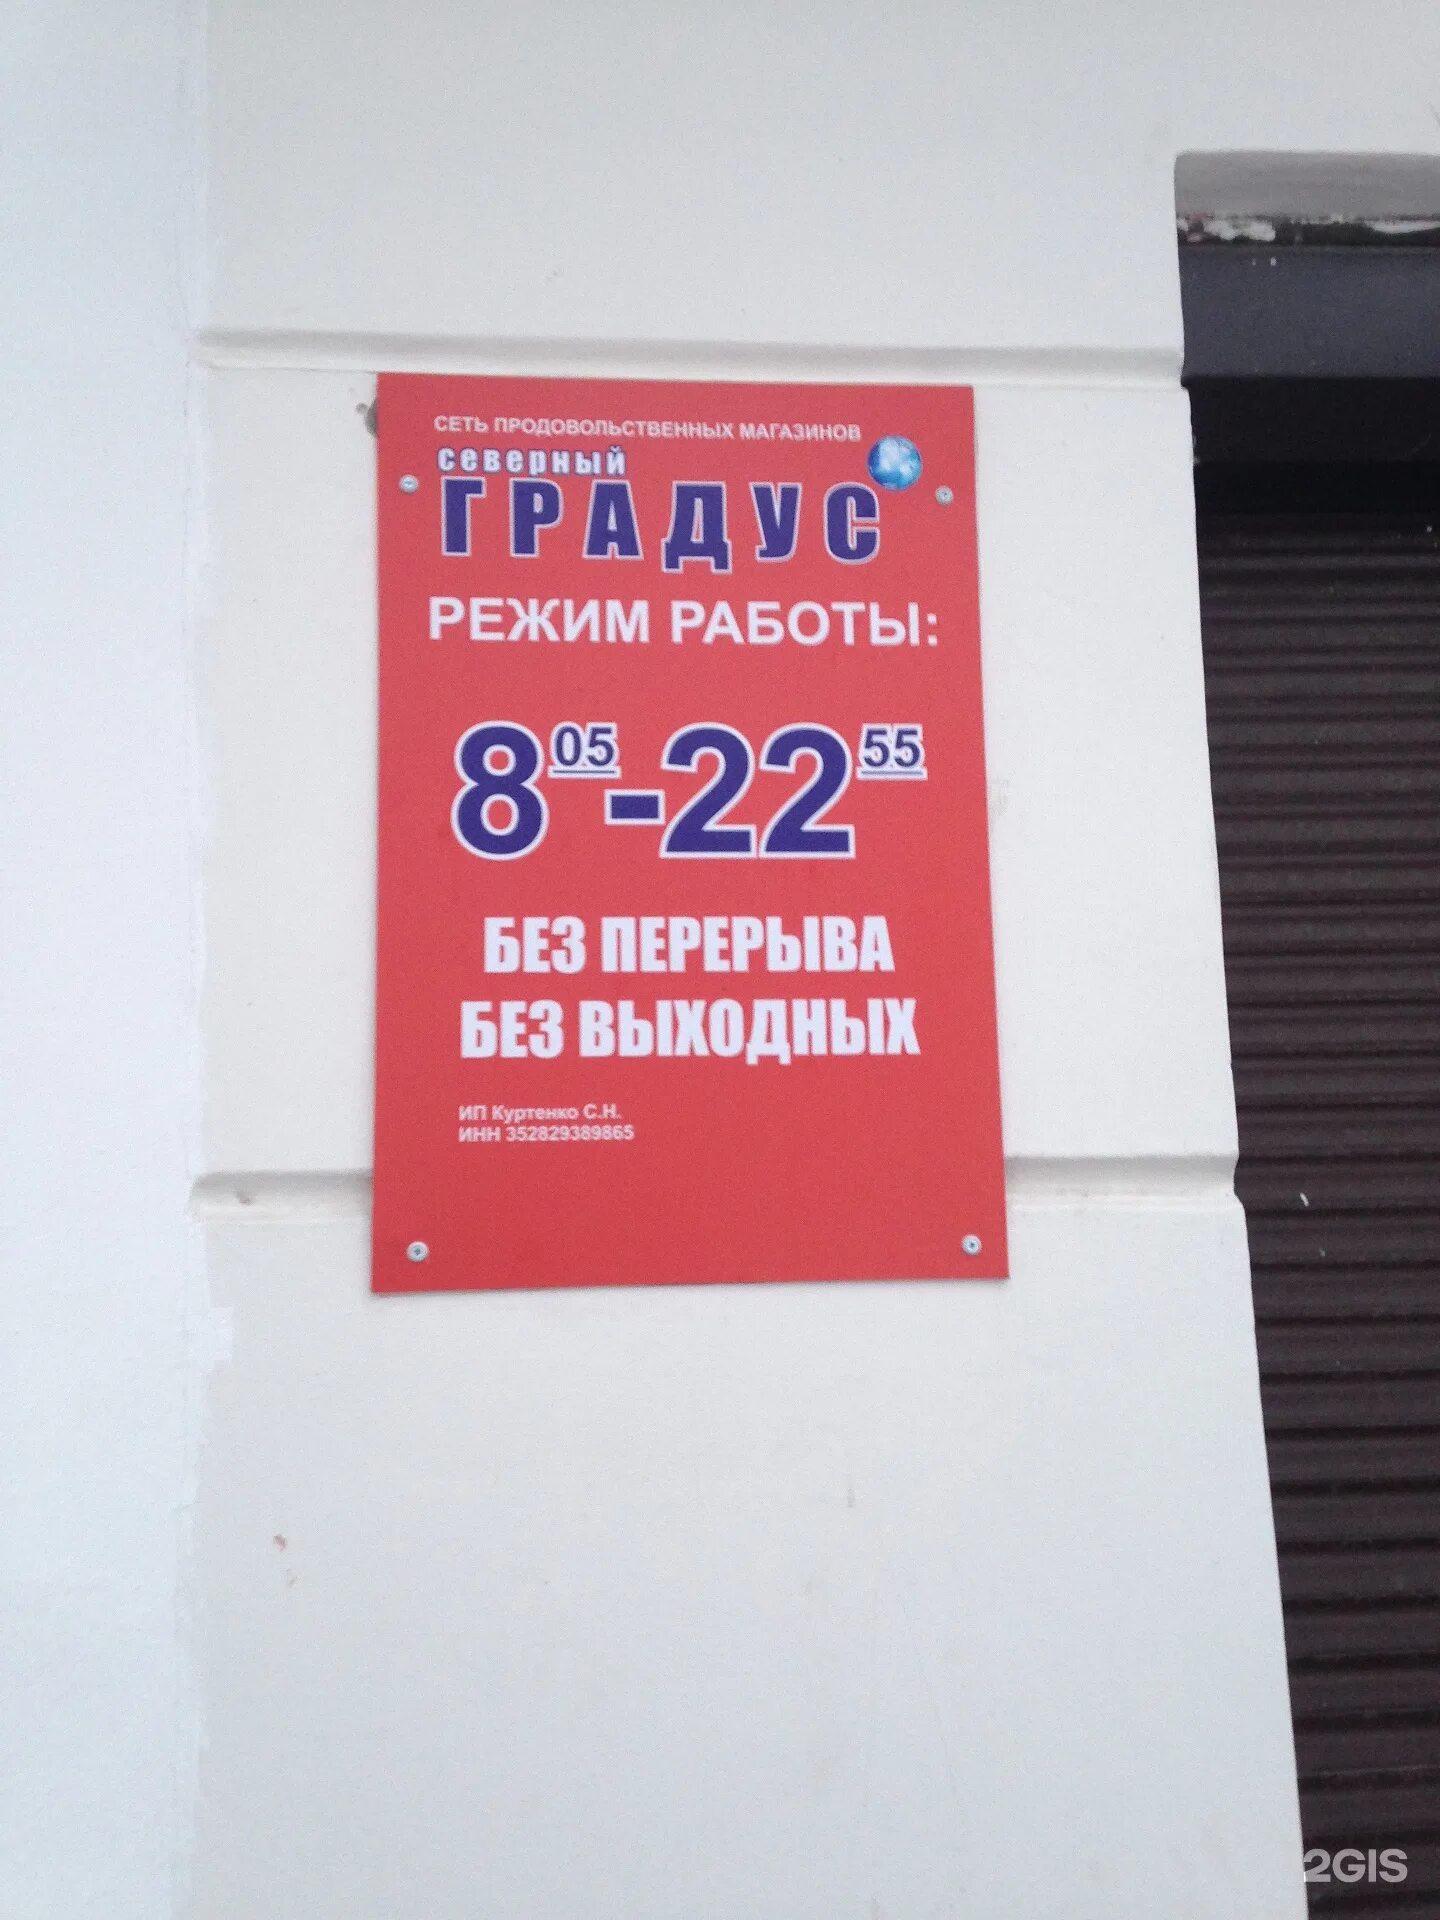 СЕТЬ ПРОДОВОЛЬСТВЕННЫХ МАГАЗИНОВ
северный
ГРАДУС
РЕЖИМ РАБОТЫ:
8 05 - 22 55
БЕЗ ПЕРЕРЫВА
БЕЗ ВЫХОДНЫХ
ИП Куртенко С.Н.
ИНН 352829389865
2GIS